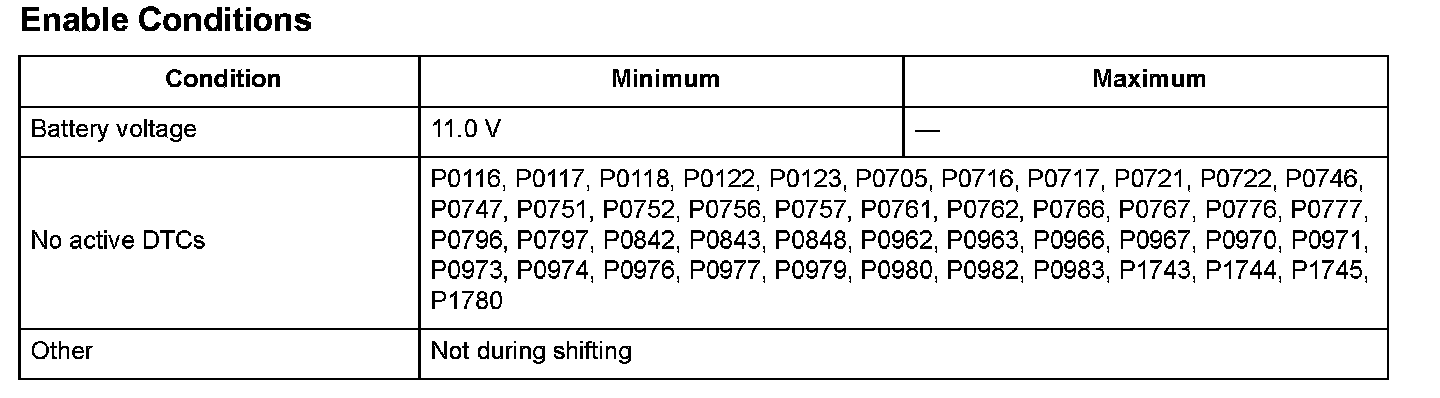 Enable Conditions
Condition Minimum Maximum
Battery voltage 11.0 V —
No active DTCs
P0116, P0117, P0118, P0122, P0123, P0705, P0716, P0717, P0721, P0722, P0746,
P0747, P0751, P0752, P0756, P0757, P0761, P0762, P0766, P0767, P0776, P0777,
P0796, P0797, P0842, P0843, P0848, P0962, P0963, P0966, P0967, P0970, P0971,
P0973, P0974, P0976, P0977, P0979, P0980, P0982, P0983, P1743, P1744, P1745,
P1780
Other Not during shifting